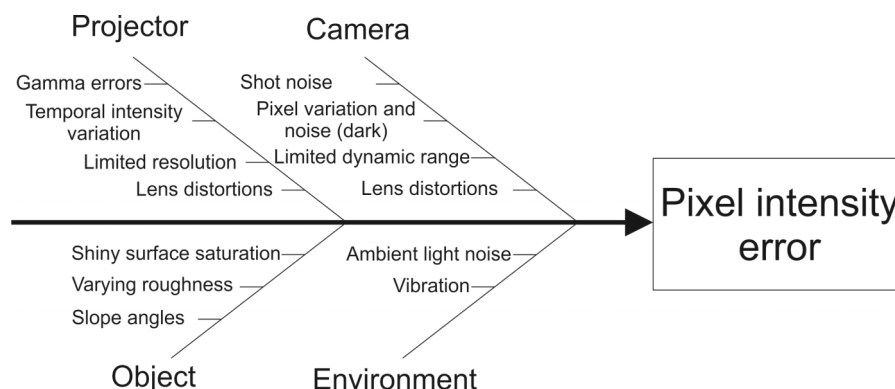 Projector
Camera
Gamma errors
Temporal intensity
variation
Limited resolution
Lens distortions
Shot noise
Pixel variation and
noise (dark)
Limited dynamic range
Lens distortions
Pixel intensity
error
Shiny surface saturation
Varying roughness
Slope angles
Ambient light noise
Vibration
Object
Environment